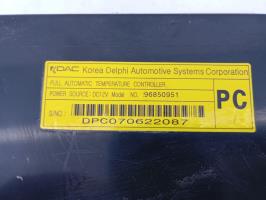 KDAC Korea Delphi Automotive Systems Corporation
FULL AUTOMATIC TEMPERATURE CONTROLLER
POWER SOURCE: DC12V Model NO. :96850951
PC
S/NO :
DPC070622087